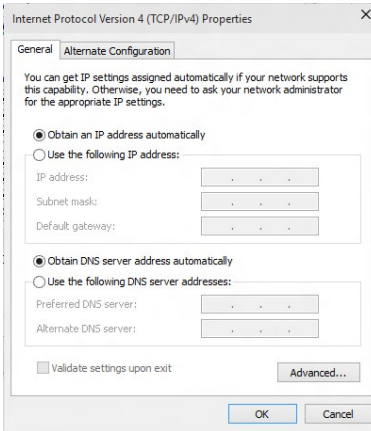 Internet Protocol Version 4 (TCP/IPv4) Properties
General
Alternate Configuration
You can get IP settings assigned automatically if your network supports
this capability. Otherwise, you need to ask your network administrator
for the appropriate IP settings.
Obtain an IP address automatically
Use the following IP address:
IP address:
Subnet mask:
Default gateway:
Obtain DNS server address automatically
Use the following DNS server addresses:
Preferred DNS server:
Alternate DNS server:
Validate settings upon exit
Advanced...
OK
Cancel